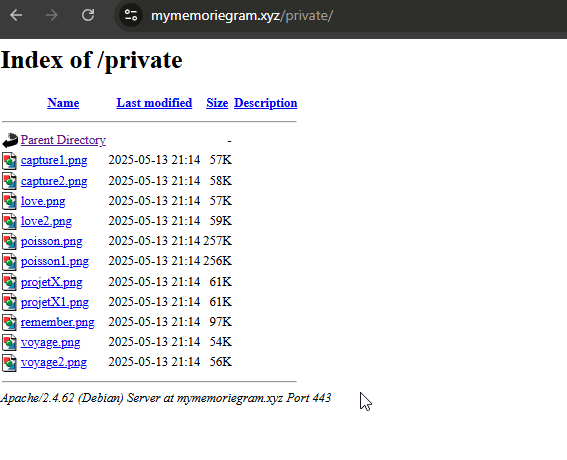 mymemoriegram.xyz/private/
Index of /private
Name Last modified Size Description
Parent Directory -
capture1.png 2025-05-13 21:14 57K
capture2.png 2025-05-13 21:14 58K
love.png 2025-05-13 21:14 57K
love2.png 2025-05-13 21:14 59K
poisson.png 2025-05-13 21:14 257K
poisson1.png 2025-05-13 21:14 256K
projetX.png 2025-05-13 21:14 61K
projetX1.png 2025-05-13 21:14 61K
remember.png 2025-05-13 21:14 97K
voyage.png 2025-05-13 21:14 54K
voyage2.png 2025-05-13 21:14 56K
Apache/2.4.62 (Debian) Server at mymemoriegram.xyz Port 443